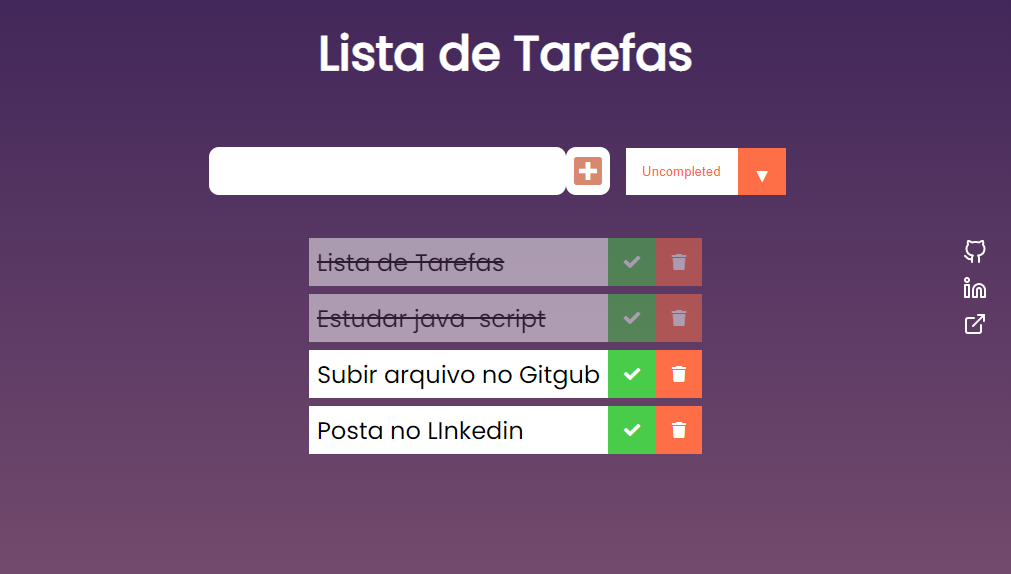 Lista de Tarefas
Uncompleted
Lista de Tarefas
Estudar java-script
Subir arquivo no Gitgub
Posta no LInkedin